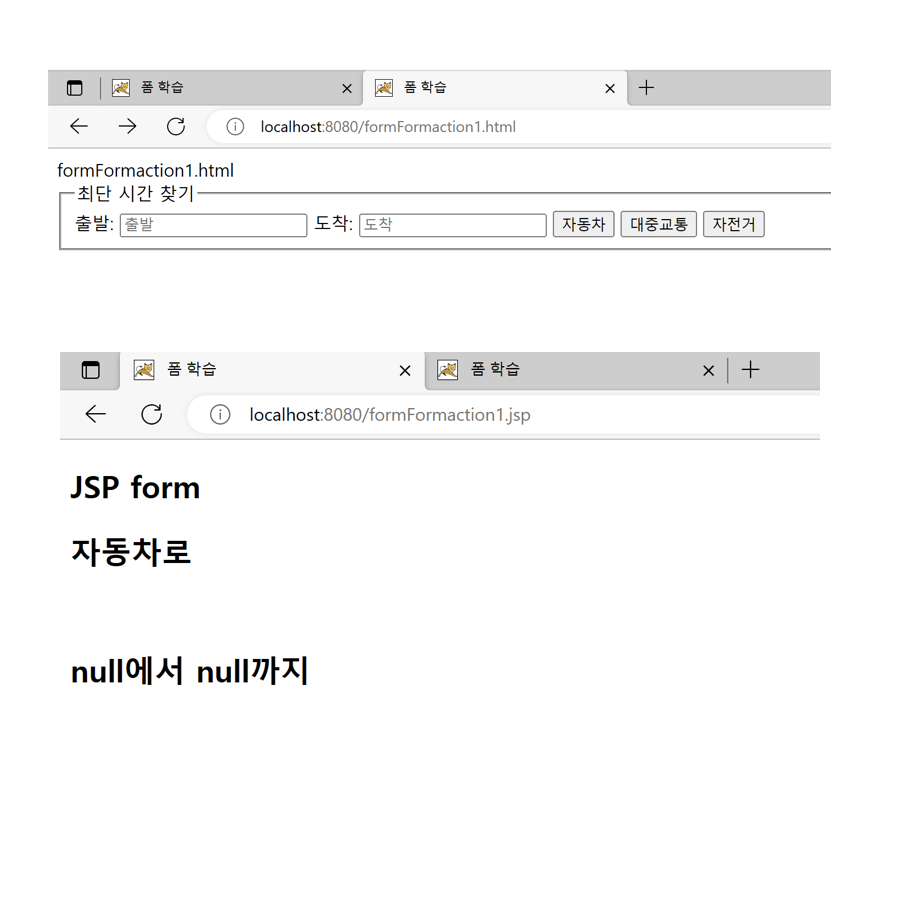 폼 학습
폼 학습
localhost:8080/formFormaction1.html
formFormaction1.html
최단 시간 찾기
출발: 출발 도착: 도착 자동차 대중교통 자전거
폼 학습
폼 학습
localhost:8080/formFormaction1.jsp
JSP form
자동차로
null에서 null까지